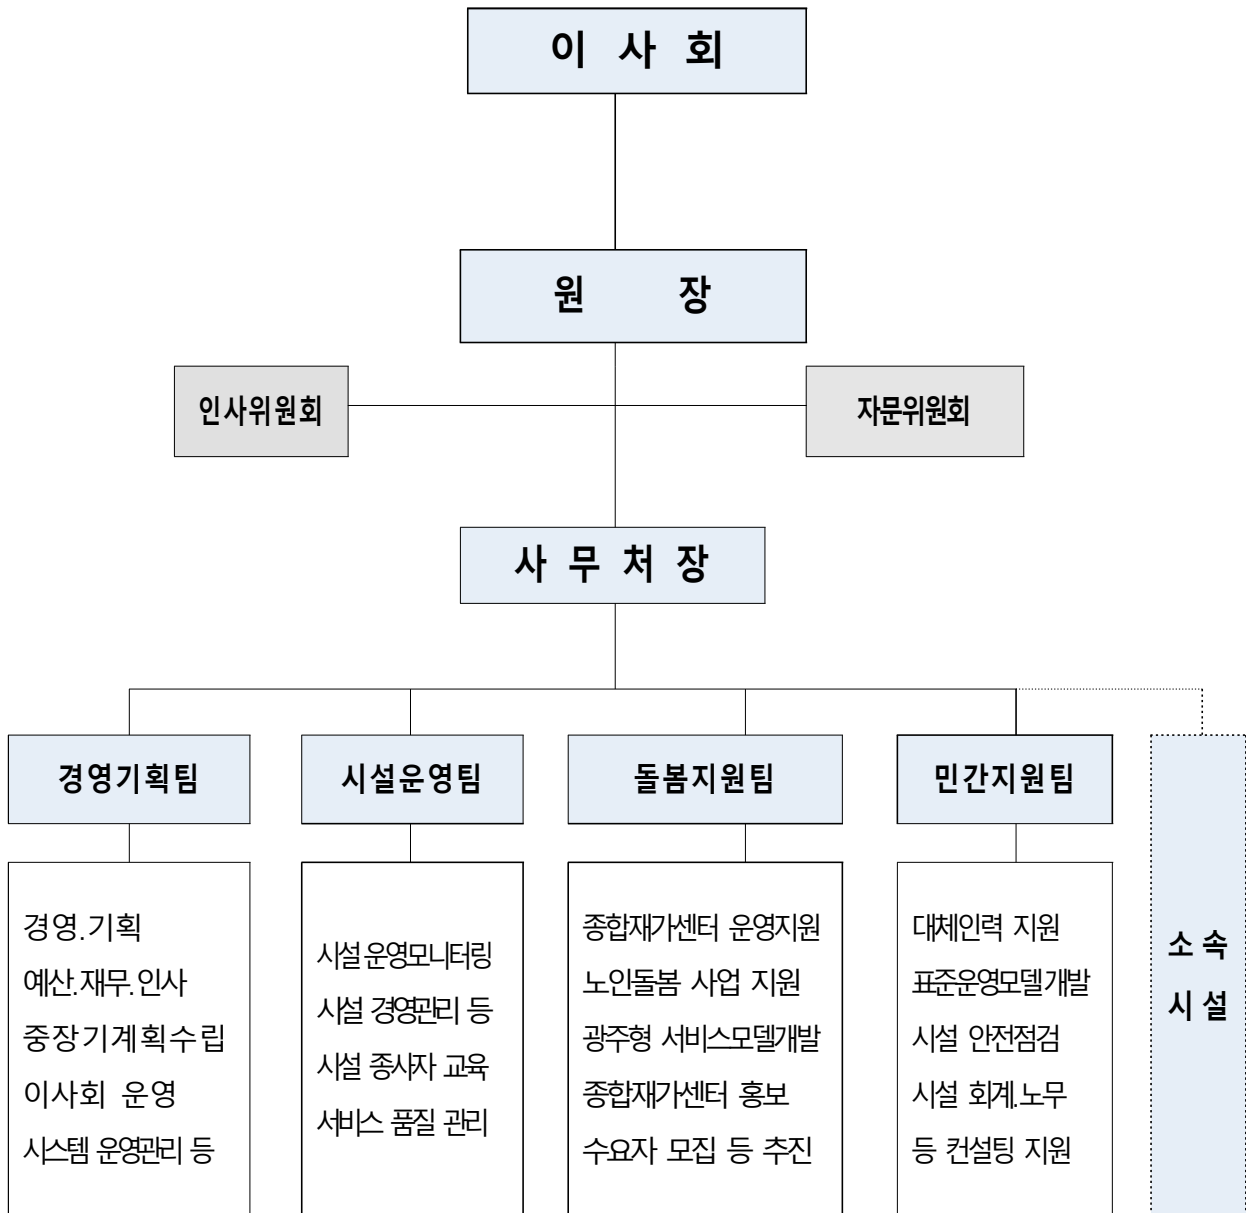 이 사 회
원 장
인사위원회
자문위원회
사 무 처 장
경영기획팀
시설운영팀
돌봄지원팀
민간지원팀
경영.기획
예산.재무.인사
중장기계획수립
이사회 운영
시스템 운영관리 등
시설 운영모니터링
시설 경영관리 등
시설 종사자 교육
서비스 품질 관리
종합재가센터 운영지원
노인돌봄 사업 지원
광주형 서비스모델개발
종합재가센터 홍보
수요자 모집 등 추진
대체인력 지원
표준운영모델개발
시설 안전점검
시설 회계.노무
등 컨설팅 지원
소 속
시 설